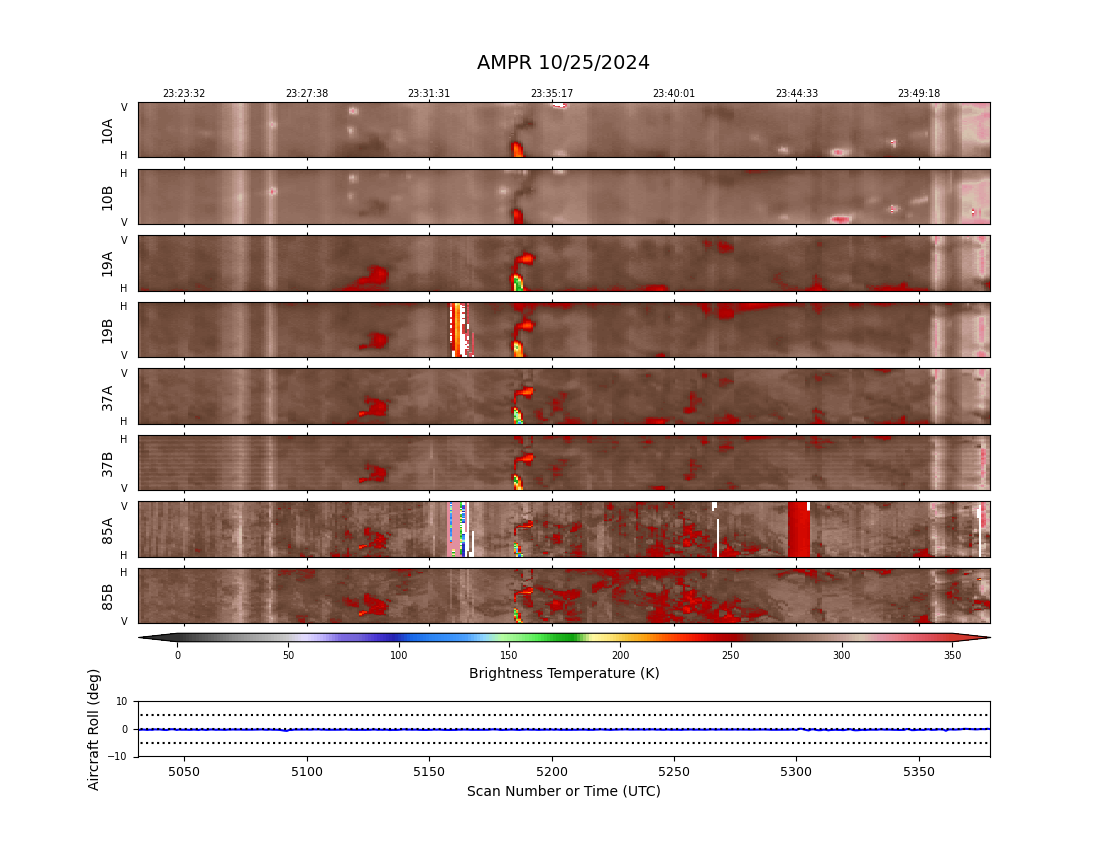 AMPR 10/25/2024
23:23:32 23:27:38 23:31:31 23:35:17 23:40:01 23:44:33 23:49:18
V
10A
H
H
10B
V
V
19A
H
H
19B
V
V
37A
H
H
37B
V
V
85A
H
H
85B
V
0 50 100 150 200 250 300 350
Brightness Temperature (K)
Aircraft Roll (deg)
10
0
−10
5050 5100 5150 5200 5250 5300 5350
Scan Number or Time (UTC)